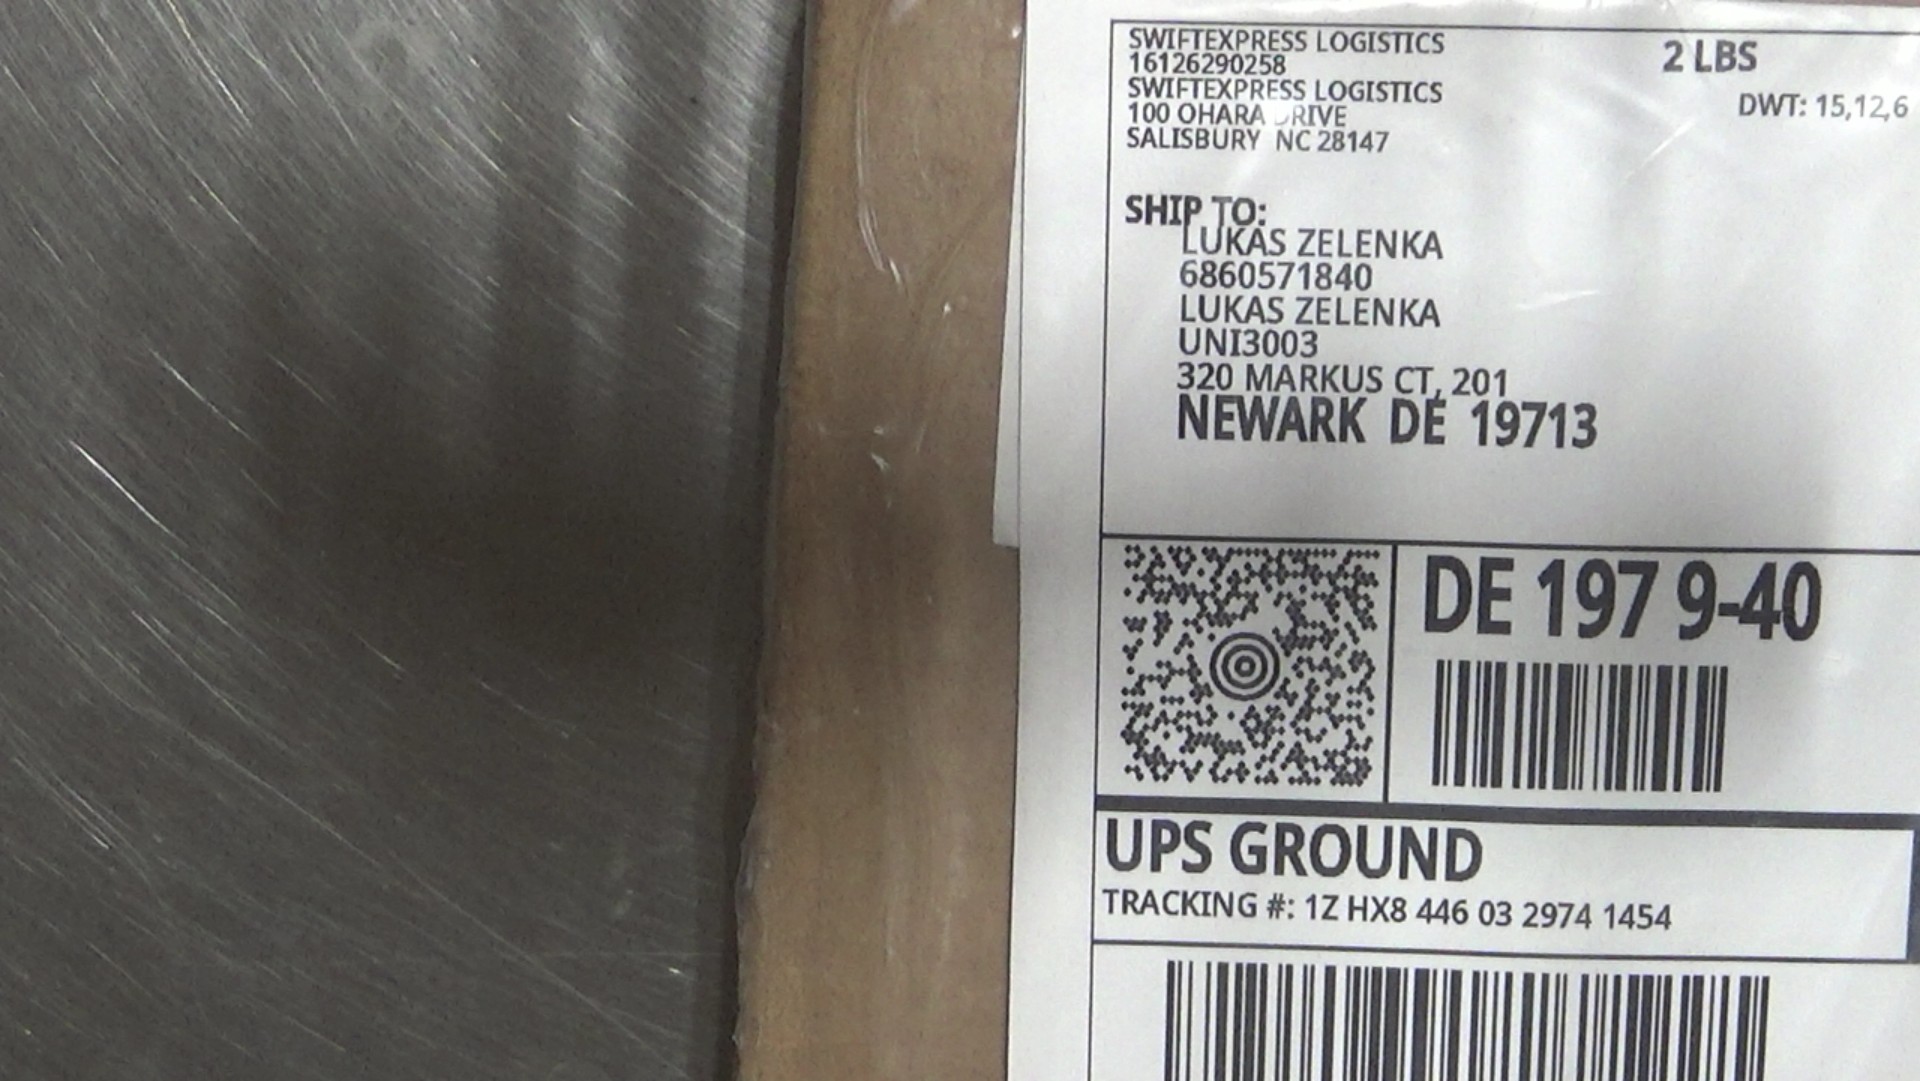 SWIFTEXPRESS LOGISTICS
2 LBS
16126290258
SWIFTEXPRESS LOGISTICS
DWT: 15,12,6
100 OHARA DRIVE
SALISBURY NC 28147
SHIP TO:
LUKAS ZELENKA
6860571840
LUKAS ZELENKA
UNI3003
320 MARKUS CT, 201
NEWARK DE 19713
DE 197 9-40
UPS GROUND
TRACKING #: 1Z HX8 446 03 2974 1454